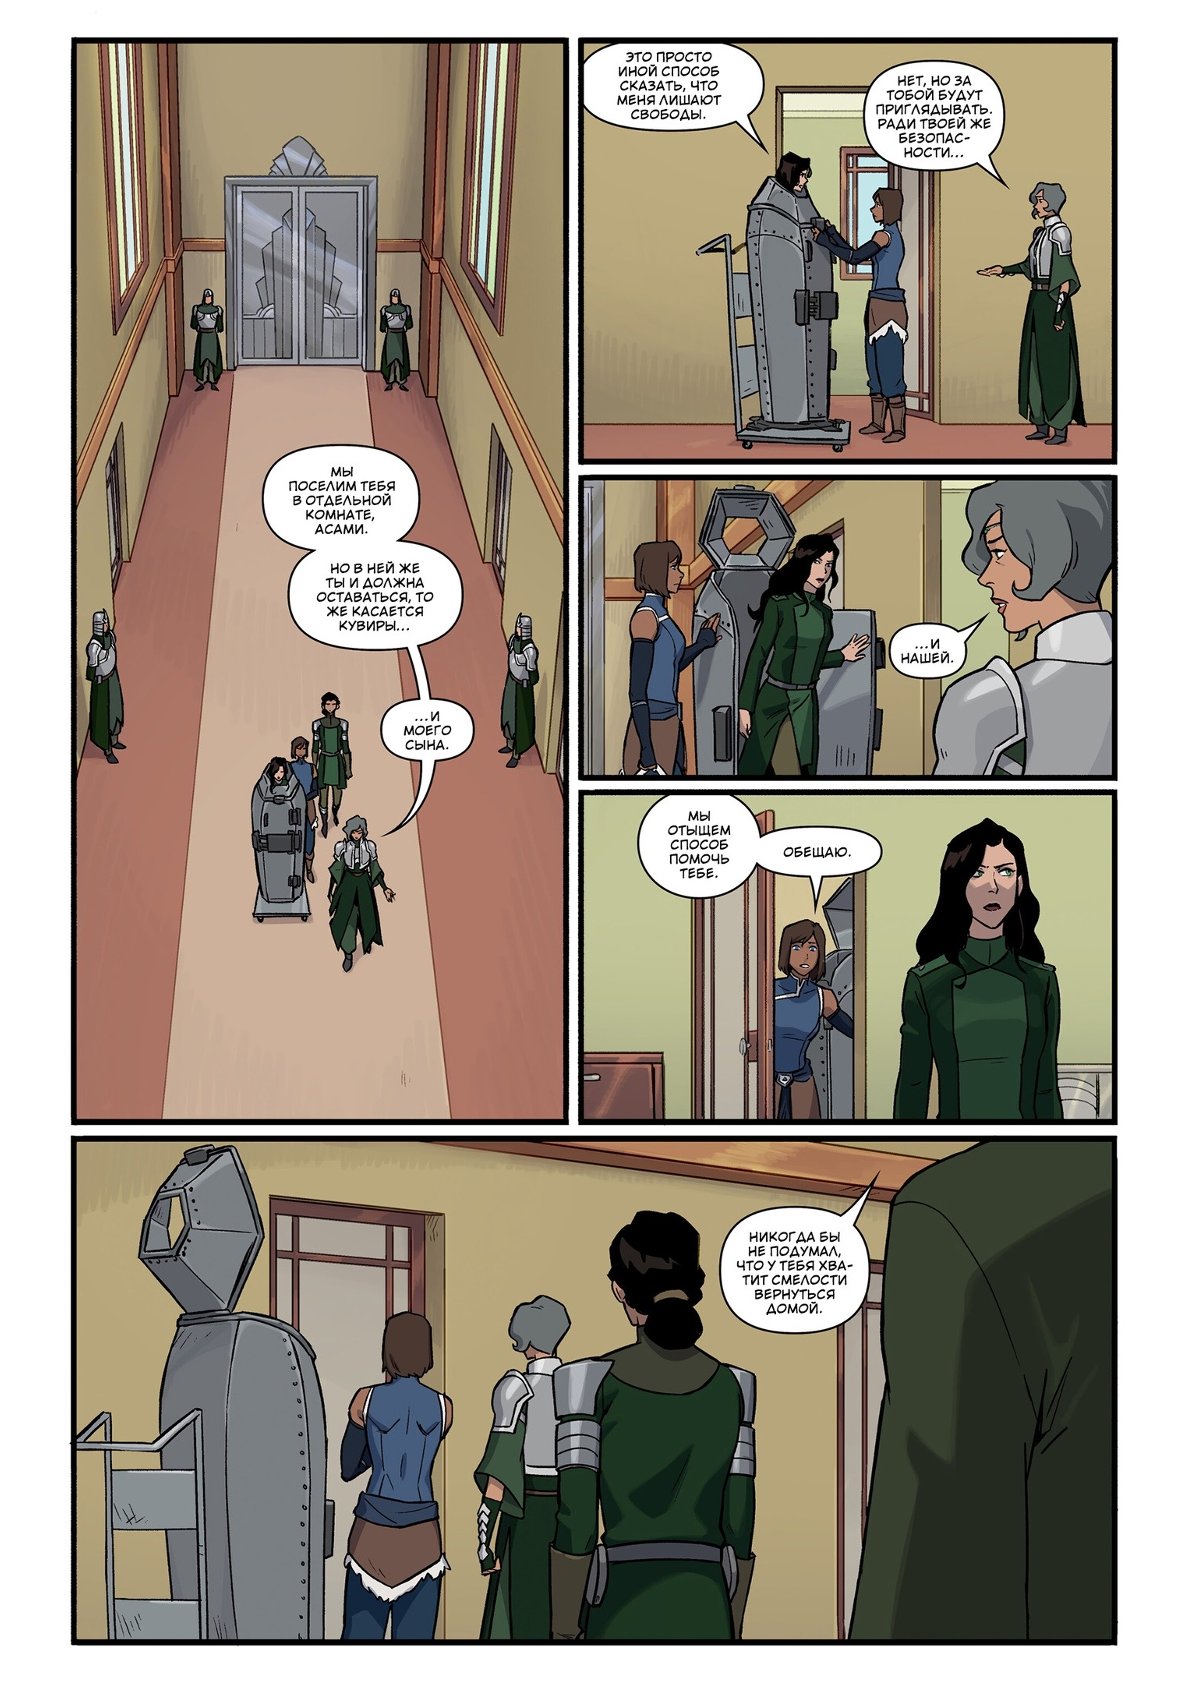 МЫ
ПОСЕЛИМ ТЕБЯ
В ОТДЕЛЬНОЙ
КОМНАТЕ,
АСАМИ.
НО В НЕЙ ЖЕ
ТЫ И ДОЛЖНА
ОСТАВАТЬСЯ, ТО
ЖЕ КАСАЕТСЯ
КУВИРЫ...
...И
МОЕГО
СЫНА.
ЭТО ПРОСТО
ИНОЙ СПОСОБ
СКАЗАТЬ, ЧТО
МЕНЯ ЛИШАЮТ
СВОБОДЫ.
НЕТ, НО ЗА
ТОБОЙ БУДУТ
ПРИГЛЯДЫВАТЬ.
РАДИ ТВОЕЙ ЖЕ
БЕЗОПАС-
НОСТИ...
...И
НАШЕЙ.
МЫ
ОТЫЩЕМ
СПОСОБ
ПОМОЧЬ
ТЕБЕ.
ОБЕЩАЮ.
НИКОГДА БЫ
НЕ ПОДУМАЛ,
ЧТО У ТЕБЯ ХВА-
ТИТ СМЕЛОСТИ
ВЕРНУТЬСЯ
ДОМОЙ.